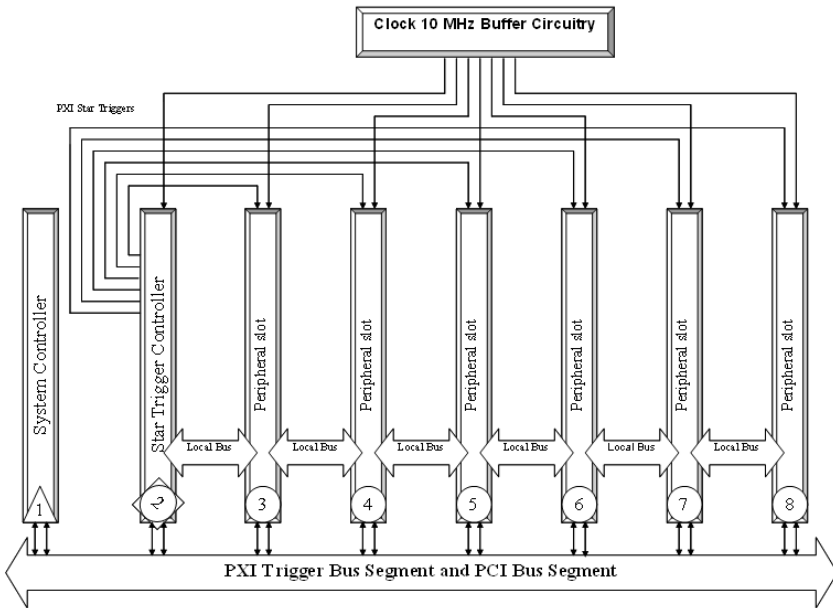 Clock 10 MHz Buffer Circuitry
PXI Star Triggers
System Controller
Star Trigger Controller
Peripheral slot
Peripheral slot
Peripheral slot
Peripheral slot
Peripheral slot
Peripheral slot
Local Bus
Local Bus
Local Bus
Local Bus
Local Bus
Local Bus
1
2
3
4
5
6
7
8
PXI Trigger Bus Segment and PCI Bus Segment